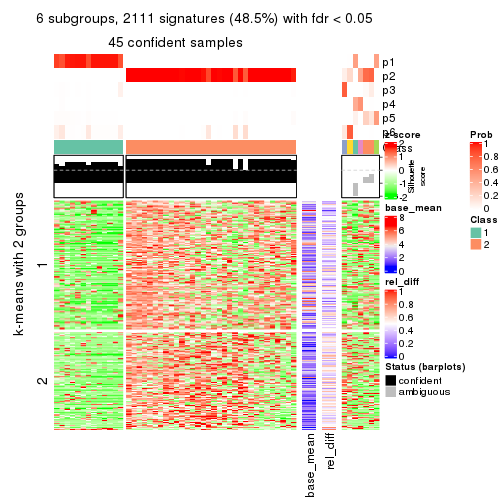 6 subgroups, 2111 signatures (48.5%) with fdr < 0.05
45 confident samples
p1
p2
p3
p4
p5
p6
Class
k-means with 2 groups
1
2
Silhouette
score
base_mean
rel_diff
z-score
2
1
0
-1
-2
base_mean
8
6
4
2
0
rel_diff
1
0.8
0.6
0.4
0.2
0
Status (barplots)
confident
ambiguous
Prob
1
0.8
0.6
0.4
0.2
0
Class
1
2